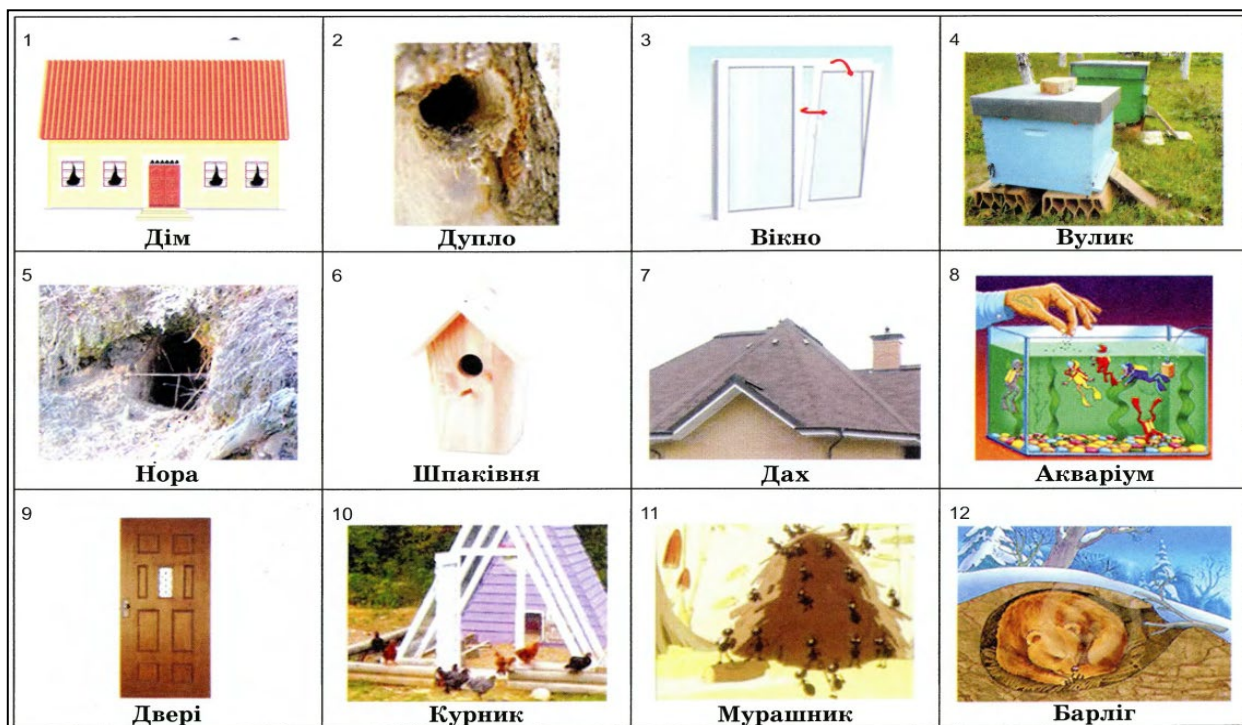 1
Дім
2
Дупло
3
Вікно
4
Вулик
5
Нора
6
Шпаківня
7
Дах
8
Акваріум
9
Двері
10
Курник
11
Мурашник
12
Барліг